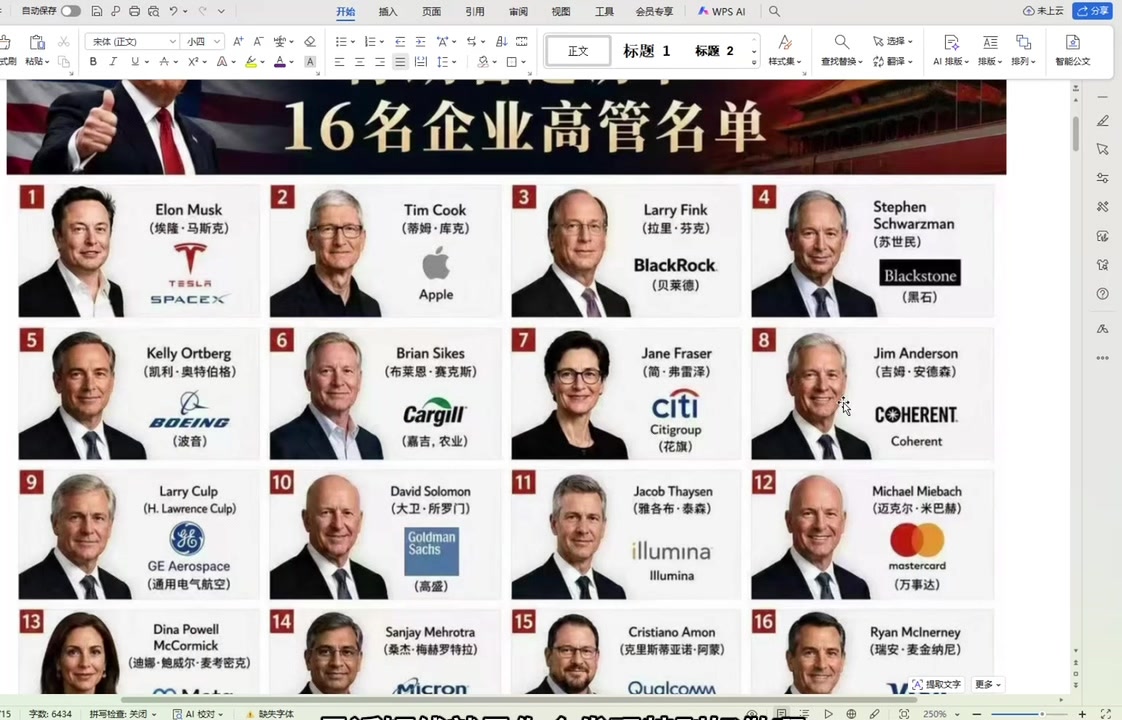 自动保存
开始 插入 页面 引用 审阅 视图 工具 会员专享 WPS AI
未上云 分享
粘贴 宋体 (正文) 小四
B I U A X² A A A
正文 标题 1 标题 2
样式集 查找替换 选择 翻译 AI 排版 排版 排列 智能公文
16名企业高管名单
1
Elon Musk
(埃隆·马斯克)
TESLA
SPACEX
2
Tim Cook
(蒂姆·库克)
Apple
3
Larry Fink
(拉里·芬克)
BlackRock
(贝莱德)
4
Stephen
Schwarzman
(苏世民)
Blackstone
(黑石)
5
Kelly Ortberg
(凯利·奥特伯格)
BOEING
(波音)
6
Brian Sikes
(布莱恩·赛克斯)
Cargill
(嘉吉, 农业)
7
Jane Fraser
(简·弗雷泽)
citi
Citigroup
(花旗)
8
Jim Anderson
(吉姆·安德森)
COHERENT
Coherent
9
Larry Culp
(H. Lawrence Culp)
GE Aerospace
(通用电气航空)
10
David Solomon
(大卫·所罗门)
Goldman
Sachs
(高盛)
11
Jacob Thaysen
(雅各布·泰森)
illumina
Illumina
12
Michael Miebach
(迈克尔·米巴赫)
mastercard
(万事达)
13
Dina Powell
McCormick
(迪娜·鲍威尔·麦考密克)
Meta
14
Sanjay Mehrotra
(桑杰·梅赫罗特拉)
Micron
15
Cristiano Amon
(克里斯蒂亚诺·阿蒙)
Qualcomm
16
Ryan McInerney
(瑞安·麦金纳尼)
提取文字 更多
/15 字数: 6434 拼写检查: 关闭 AI 校对 缺失字体 250%